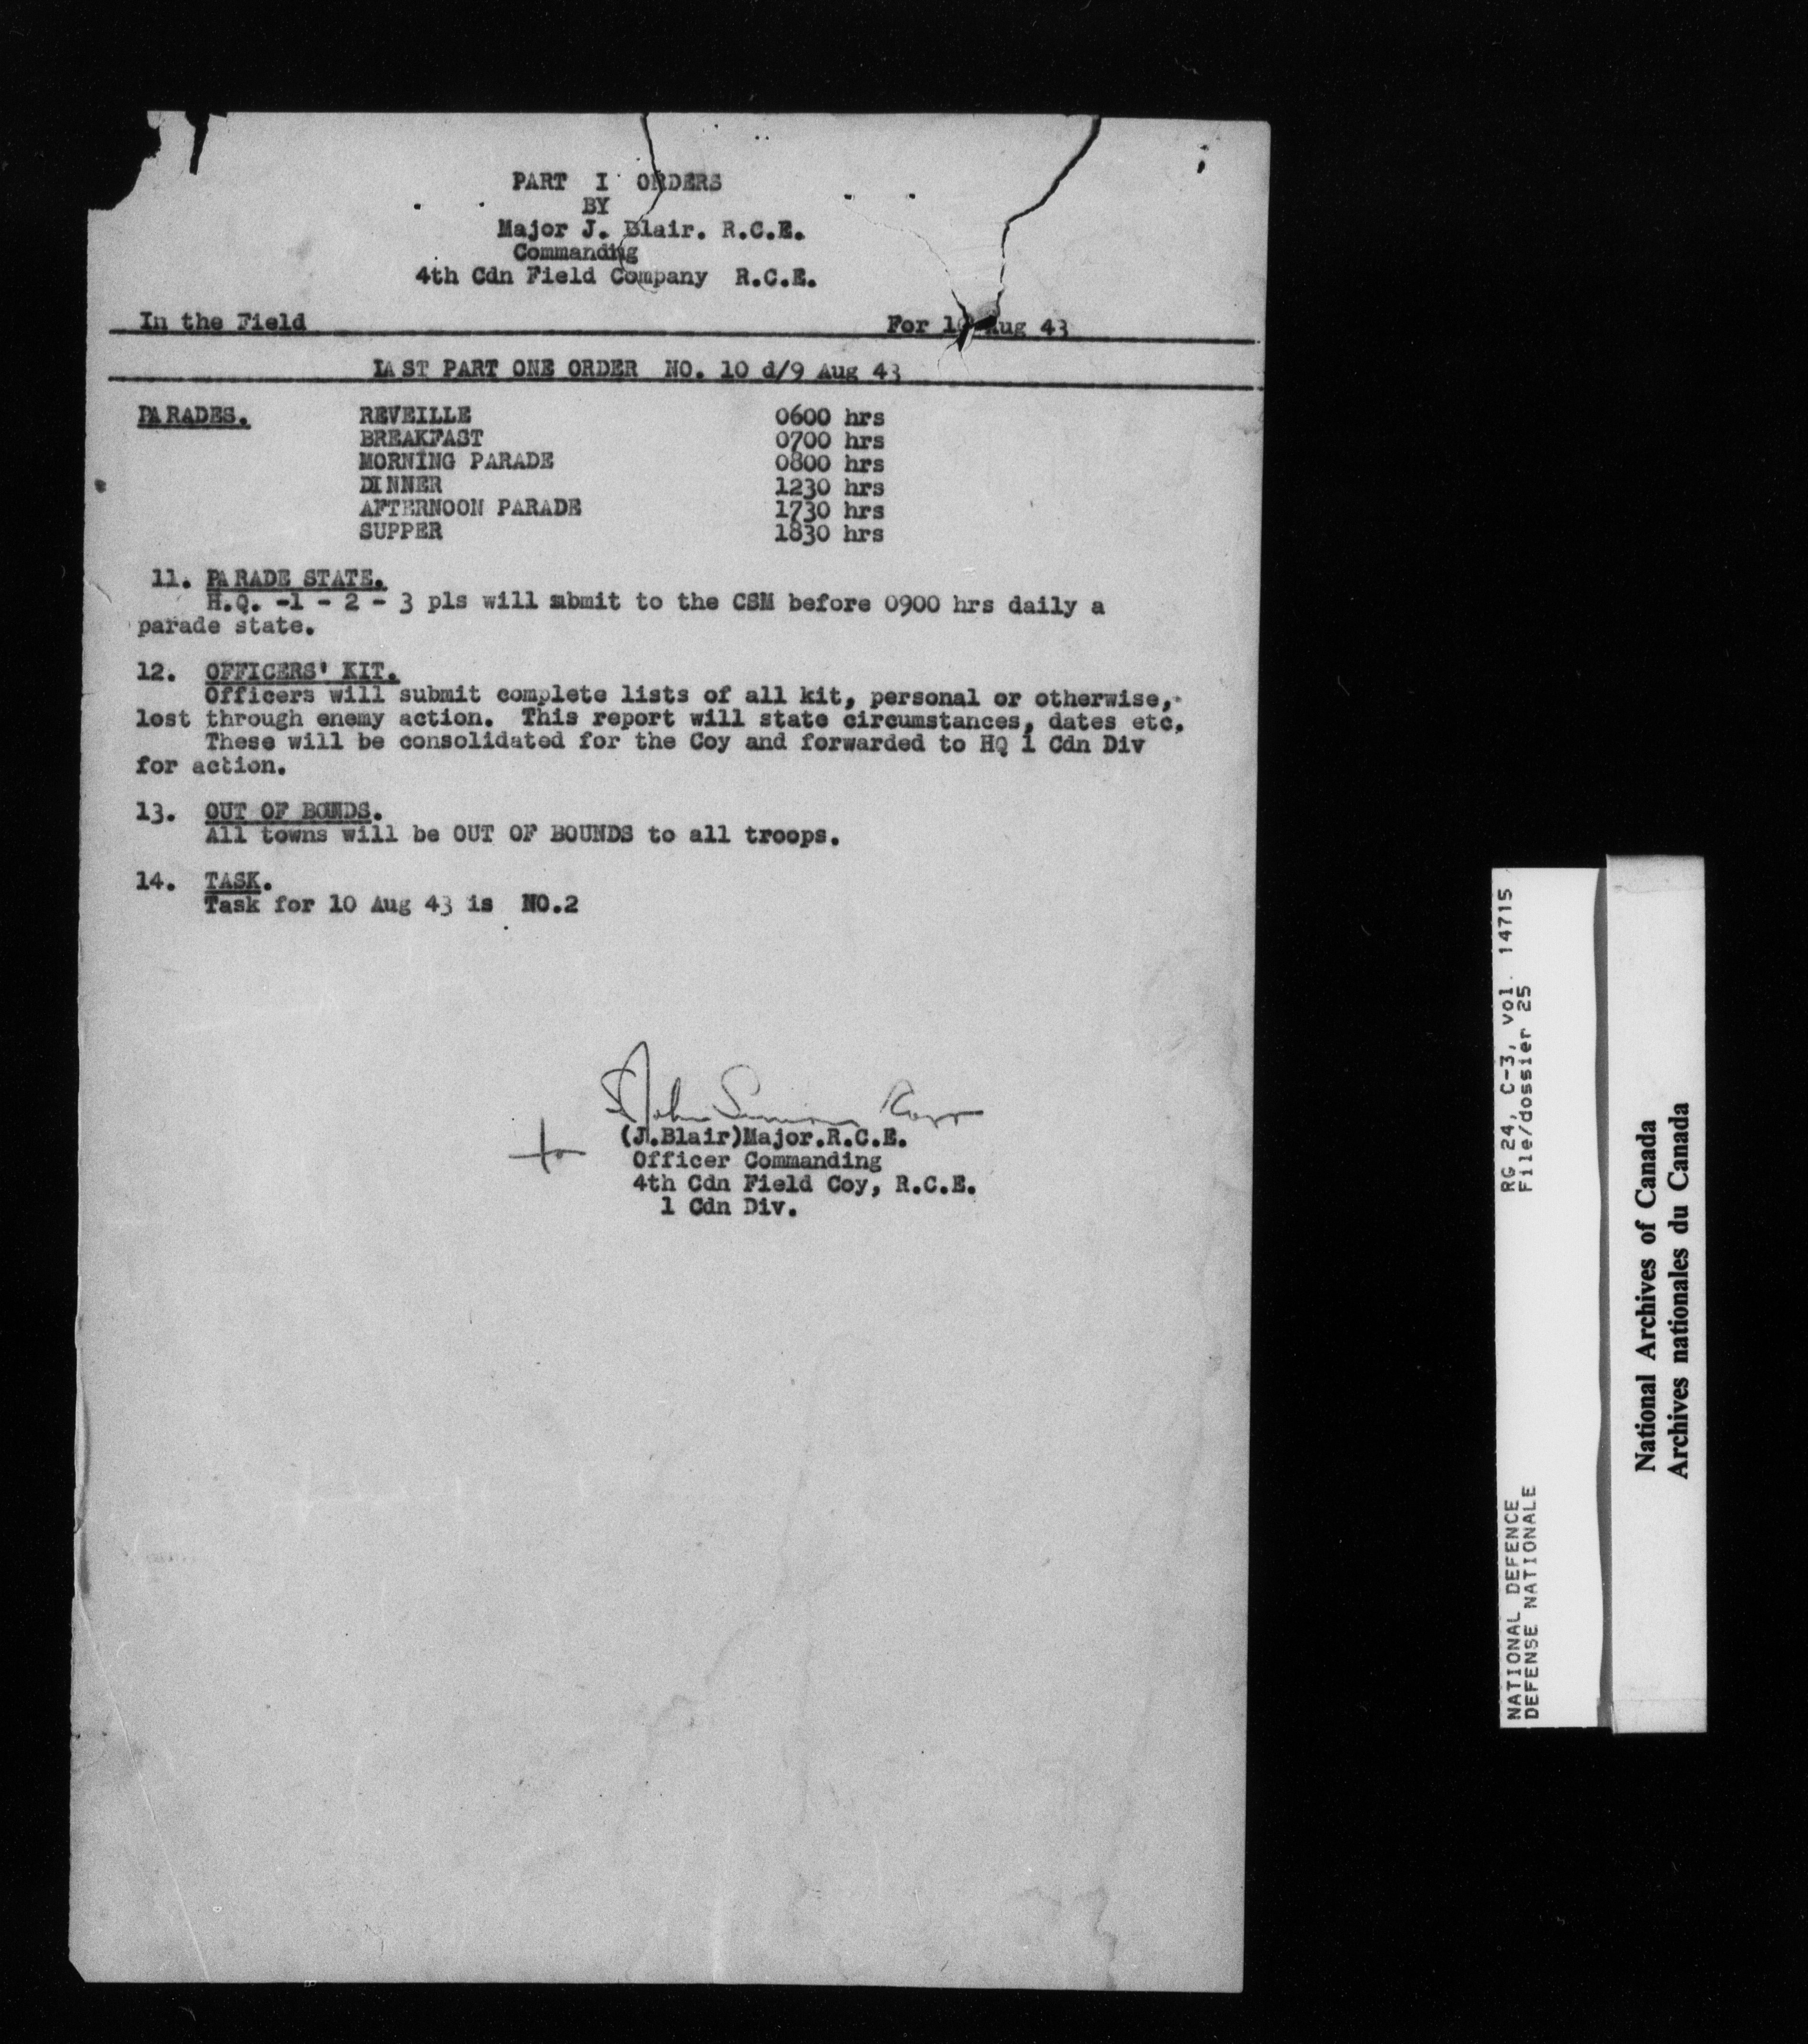 PART I ORDERS
BY
Major J. Blair. R.C.E.
Commanding
4th Cdn Field Company R.C.E.
In the Field For 10 Aug 43
LAST PART ONE ORDER NO. 10 d/9 Aug 43
PARADES. REVEILLE 0600 hrs
BREAKFAST 0700 hrs
MORNING PARADE 0800 hrs
DINNER 1230 hrs
AFTERNOON PARADE 1730 hrs
SUPPER 1830 hrs
11. PARADE STATE.
H.Q. -1 - 2 - 3 pls will submit to the CSM before 0900 hrs daily a
parade state.
12. OFFICERS' KIT.
Officers will submit complete lists of all kit, personal or otherwise,
lost through enemy action. This report will state circumstances, dates etc.
These will be consolidated for the Coy and forwarded to HQ 1 Cdn Div
for action.
13. OUT OF BOUNDS.
All towns will be OUT OF BOUNDS to all troops.
14. TASK.
Task for 10 Aug 43 is NO.2
John
for (J.Blair)Major.R.C.E.
Officer Commanding
4th Cdn Field Coy, R.C.E.
1 Cdn Div.
NATIONAL DEFENCE RG 24, C-3, vol. 14715
DEFENSE NATIONALE File/dossier 25
National Archives of Canada
Archives nationales du Canada